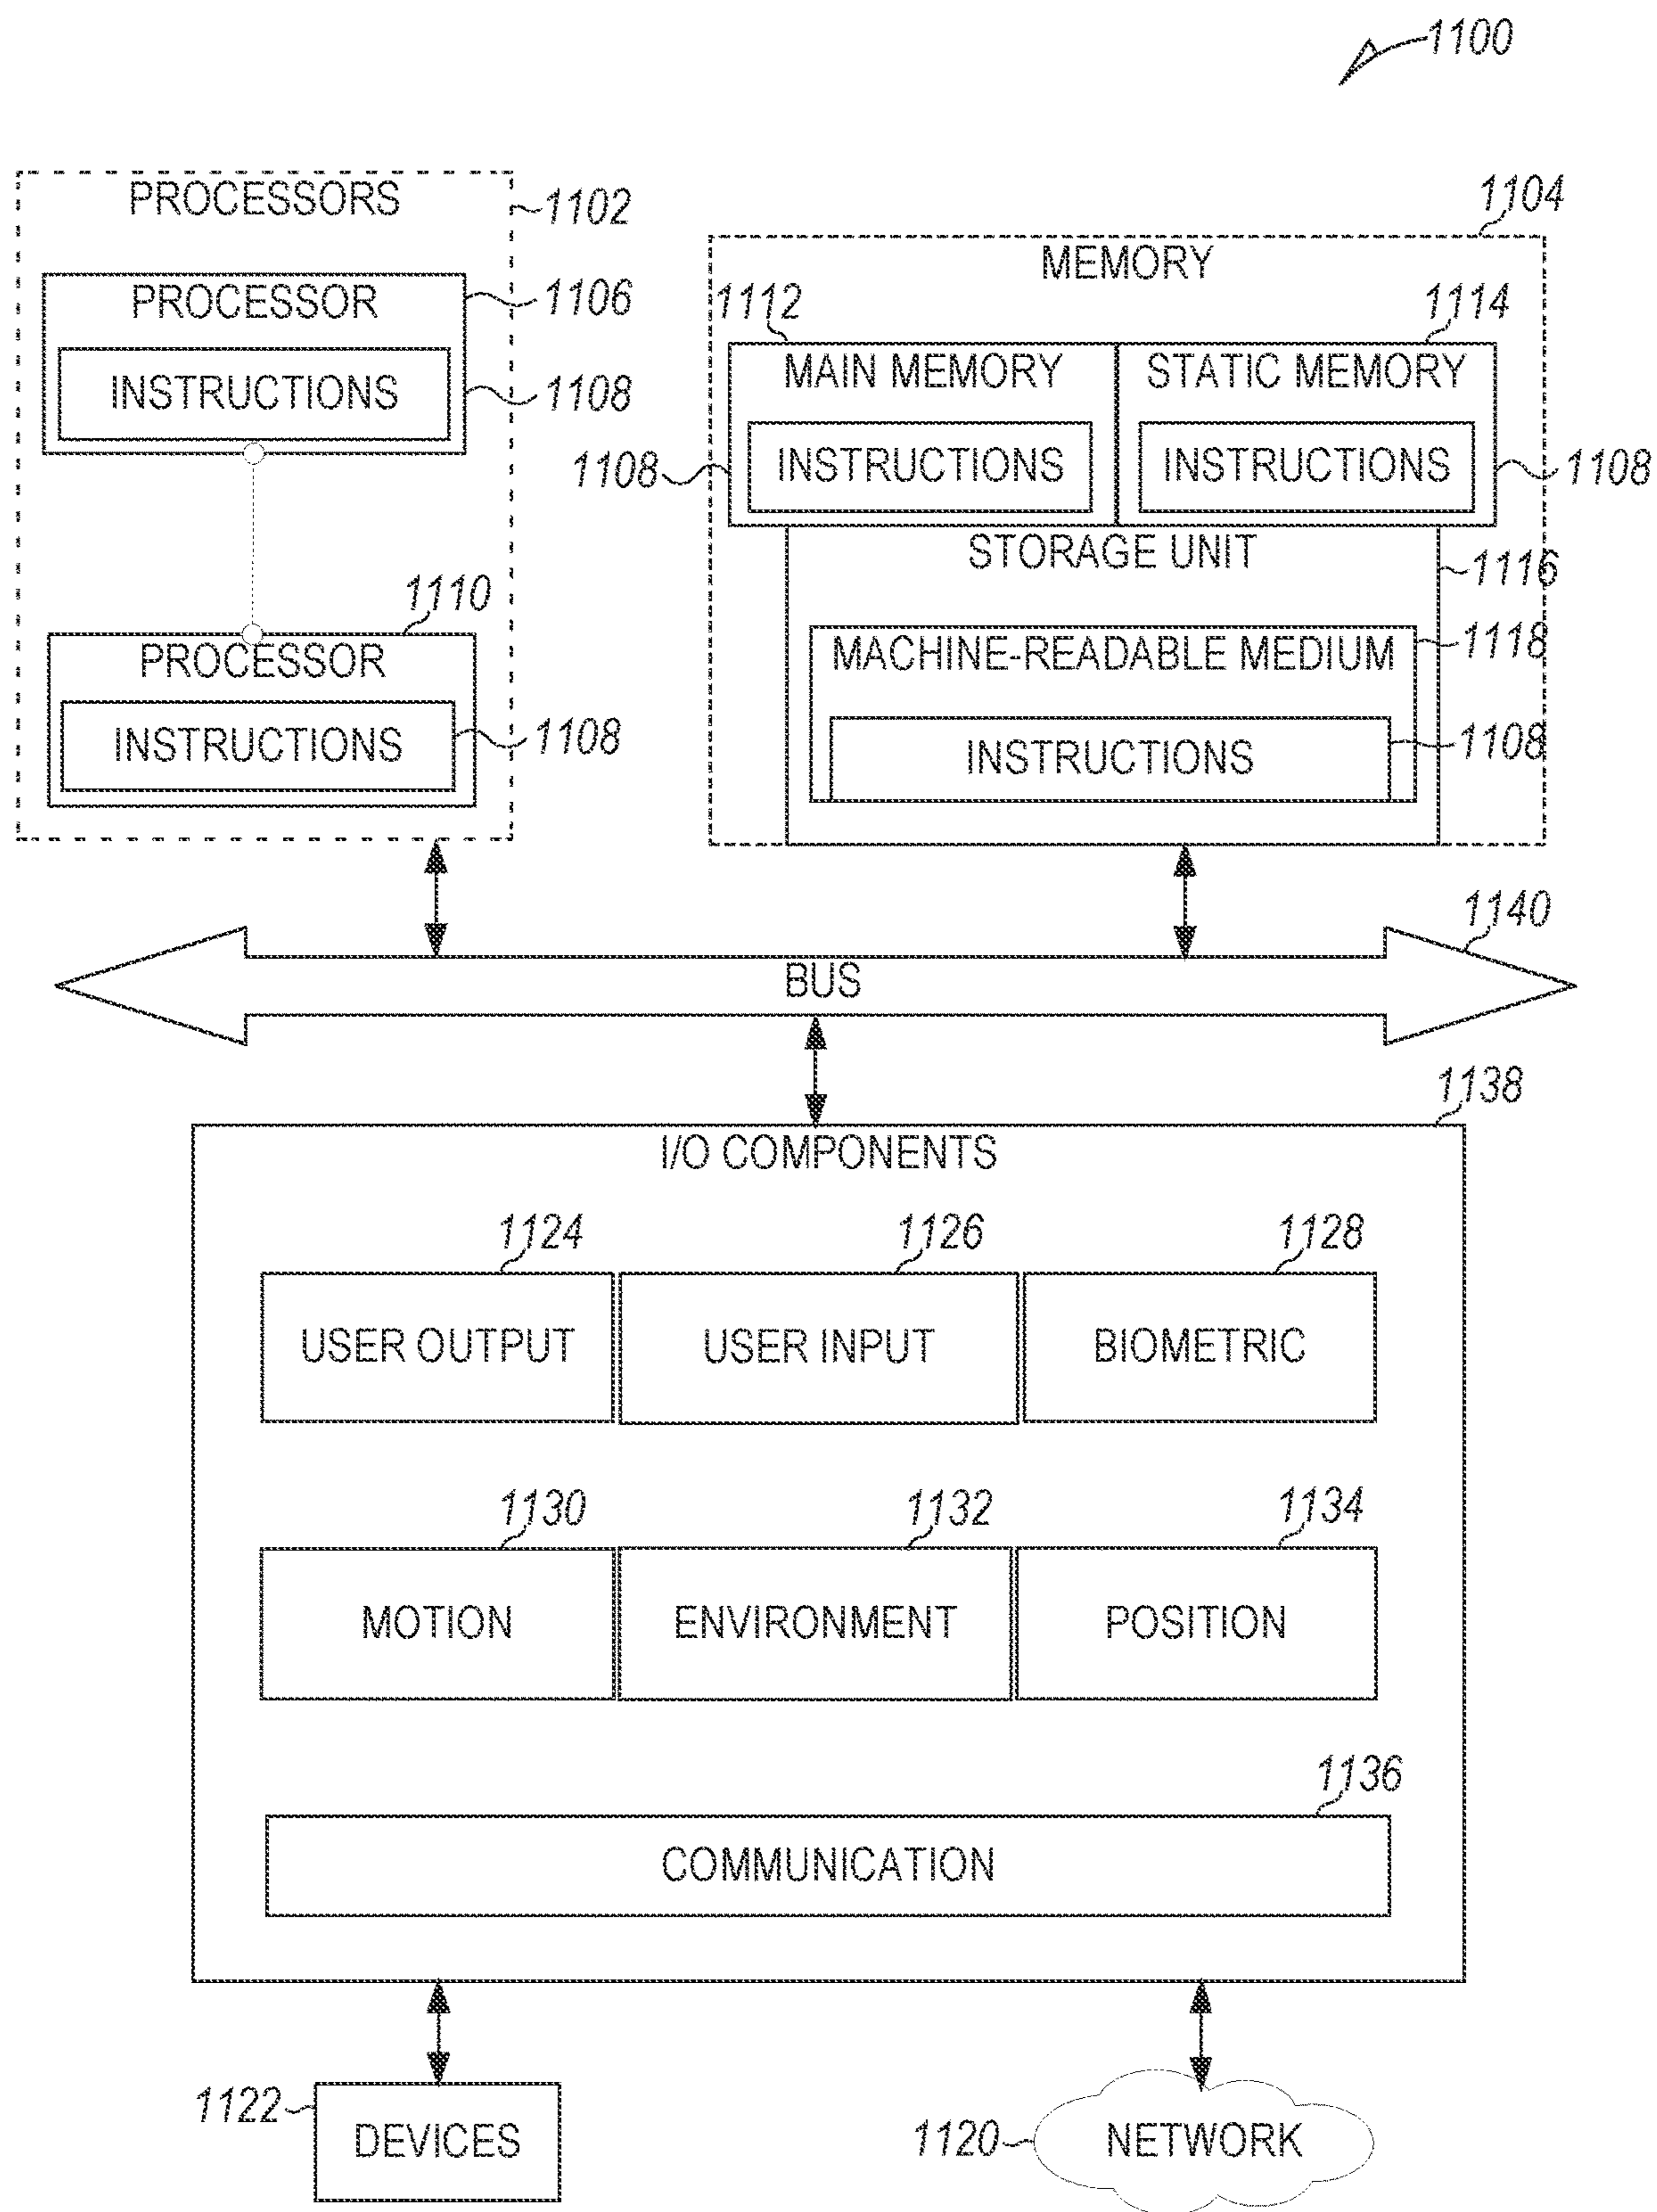 1100
PROCESSORS
1102
PROCESSOR
1106
INSTRUCTIONS
1108
1110
PROCESSOR
INSTRUCTIONS
1108
1104
MEMORY
1112
1114
MAIN MEMORY
STATIC MEMORY
1108
INSTRUCTIONS
INSTRUCTIONS
1108
STORAGE UNIT
1116
MACHINE-READABLE MEDIUM
1118
INSTRUCTIONS
1108
1140
BUS
1138
I/O COMPONENTS
1124
1126
1128
USER OUTPUT
USER INPUT
BIOMETRIC
1130
1132
1134
MOTION
ENVIRONMENT
POSITION
1136
COMMUNICATION
1122
DEVICES
1120
NETWORK